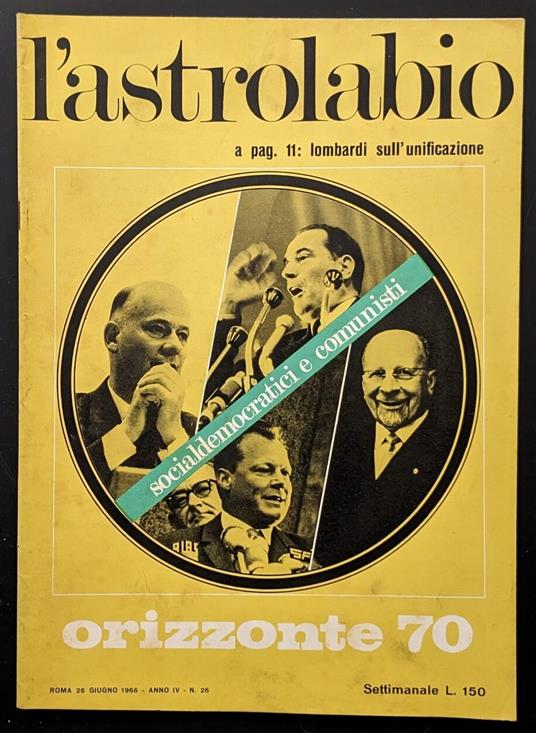 l'astrolabio
a pag. 11: lombardi sull'unificazione
socialdemocratici e comunisti
orizzonte 70
ROMA 26 GIUGNO 1966 - ANNO IV - N. 26
Settimanale L. 150